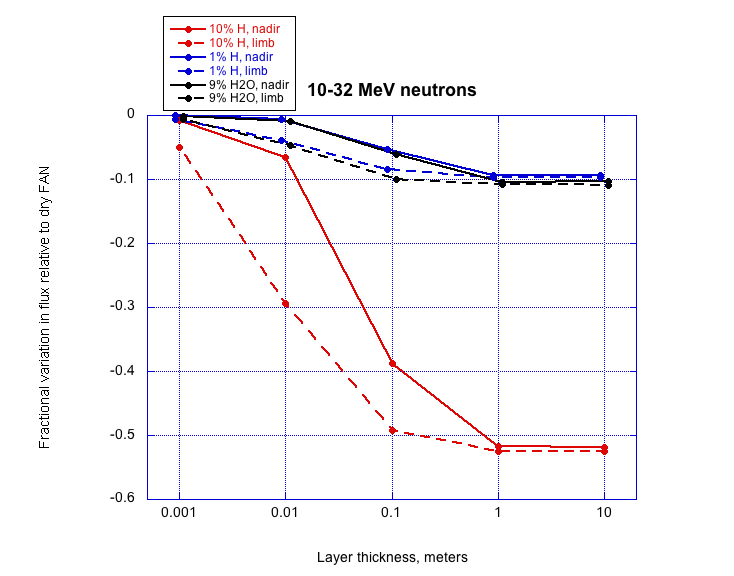 10% H, nadir
10% H, limb
1% H, nadir
1% H, limb
9% H2O, nadir
9% H2O, limb
10-32 MeV neutrons
Fractional variation in flux relative to dry FAN
0
-0.1
-0.2
-0.3
-0.4
-0.5
-0.6
0.001 0.01 0.1 1 10
Layer thickness, meters